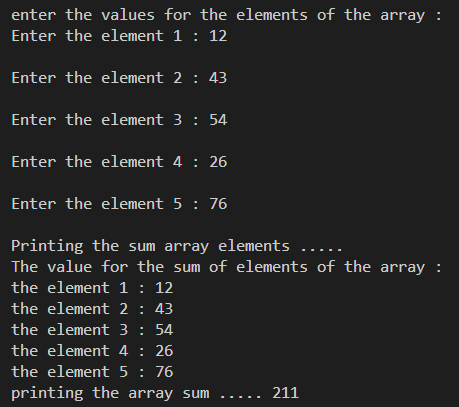 enter the values for the elements of the array :
Enter the element 1 : 12
Enter the element 2 : 43
Enter the element 3 : 54
Enter the element 4 : 26
Enter the element 5 : 76
Printing the sum array elements .....
The value for the sum of elements of the array :
the element 1 : 12
the element 2 : 43
the element 3 : 54
the element 4 : 26
the element 5 : 76
printing the array sum ..... 211